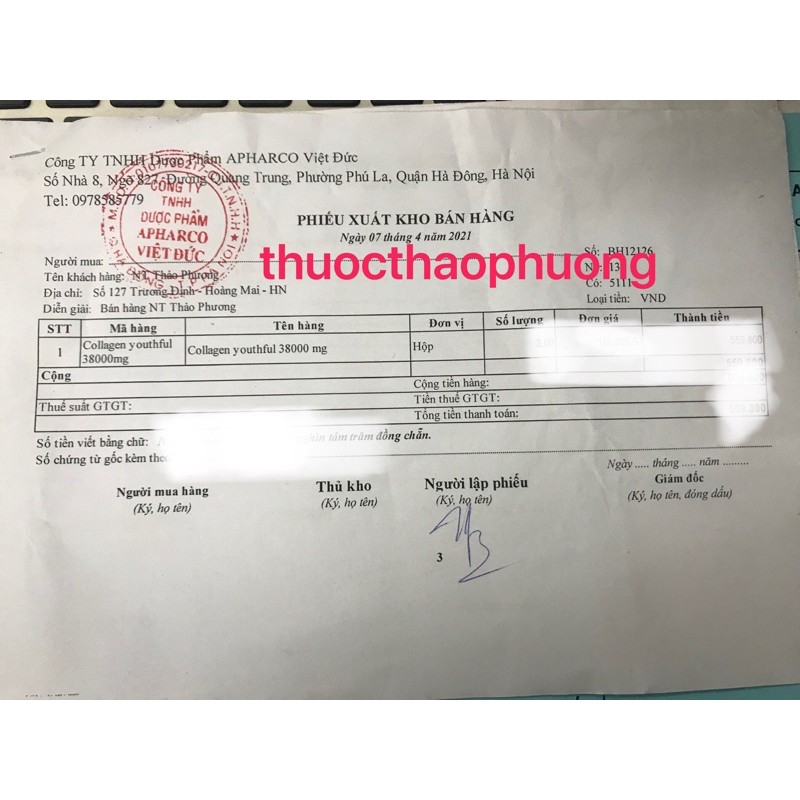 Công TY TNHH Dược Phẩm APHARCO Việt Đức
Số Nhà 8, Ngõ 827, Đường Quang Trung, Phường Phú La, Quận Hà Đông, Hà Nội
Tel: 0978585779
CÔNG TY
TNHH
DƯỢC PHẨM
APHARCO
VIỆT ĐỨC
PHIẾU XUẤT KHO BÁN HÀNG
Ngày 07 tháng 4 năm 2021
thuocthaophuong
Người mua:
Số: BH12126
Tên khách hàng: NT Thảo Phương
Địa chỉ: Số 127 Trương Định - Hoàng Mai - HN
Có: 5111
Diễn giải: Bán hàng NT Thảo Phương
Loại tiền: VND
STT Mã hàng Tên hàng Đơn vị Số lượng Đơn giá Thành tiền
1 Collagen youthful 38000mg Collagen youthful 38000 mg Hộp
Cộng
Cộng tiền hàng:
Thuế suất GTGT: Tiền thuế GTGT:
Tổng tiền thanh toán:
Số tiền viết bằng chữ: tám trăm đồng chẵn.
Số chứng từ gốc kèm theo
Ngày ..... tháng ..... năm .........
Người mua hàng Thủ kho Người lập phiếu Giám đốc
(Ký, họ tên) (Ký, họ tên) (Ký, họ tên) (Ký, họ tên, đóng dấu)
3